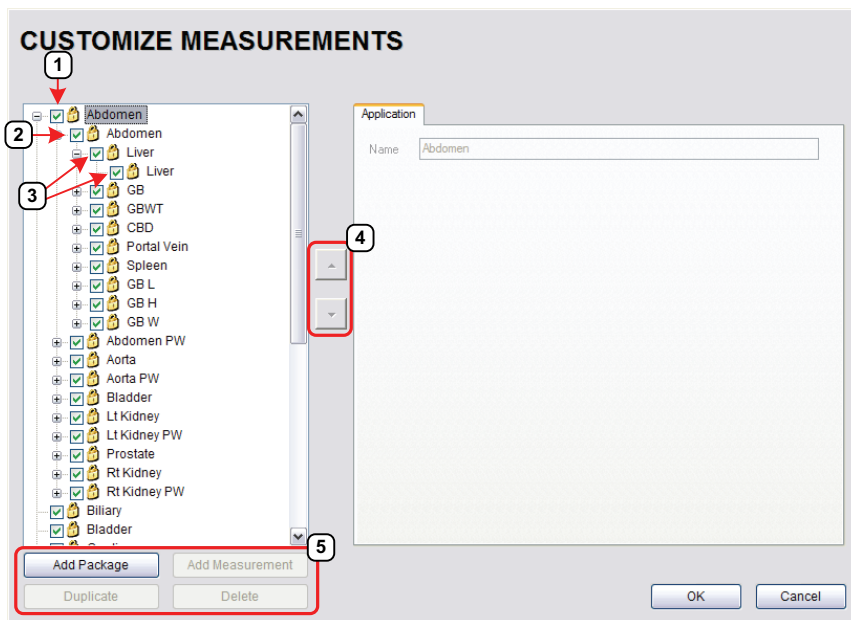 CUSTOMIZE MEASUREMENTS
1
Abdomen
2
Abdomen
Liver
Liver
3
GB
GBWT
CBD
Portal Vein
Spleen
GB L
GB H
GB W
Abdomen PW
Aorta
Aorta PW
Bladder
Lt Kidney
Lt Kidney PW
Prostate
Rt Kidney
Rt Kidney PW
Biliary
Bladder
4
Application
Name Abdomen
5
Add Package Add Measurement
Duplicate Delete
OK Cancel